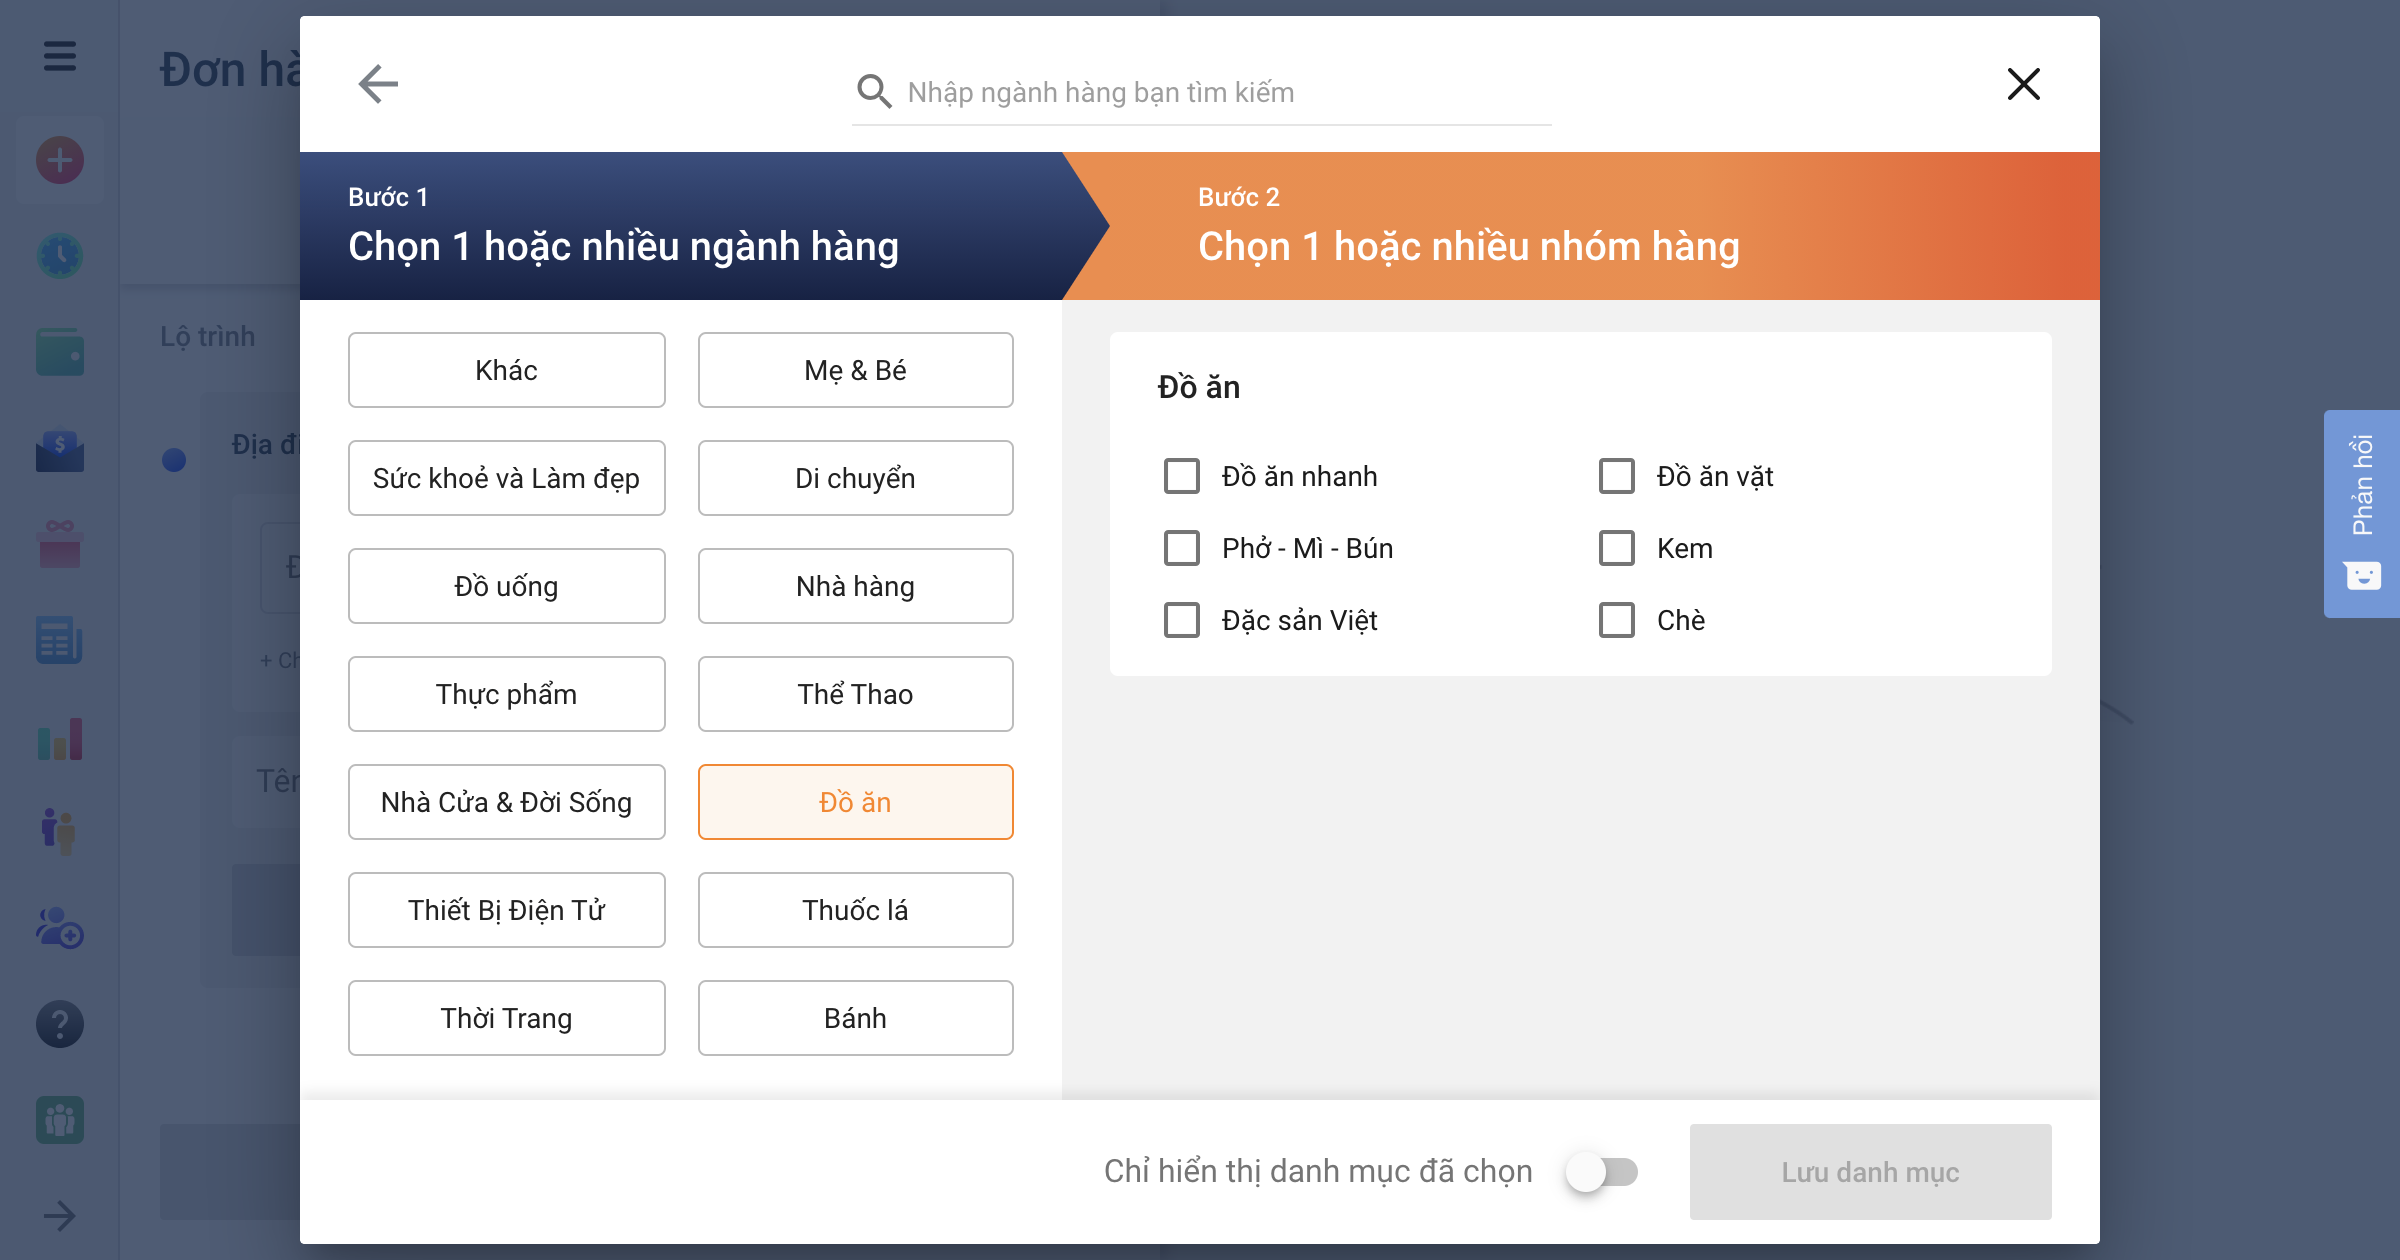 Đơn hà
Nhập ngành hàng bạn tìm kiếm
Bước 1
Chọn 1 hoặc nhiều ngành hàng
Bước 2
Chọn 1 hoặc nhiều nhóm hàng
Lộ trình
Địa đi
Đ
+ Ch
Tên
Khác
Mẹ & Bé
Sức khoẻ và Làm đẹp
Di chuyển
Đồ uống
Nhà hàng
Thực phẩm
Thể Thao
Nhà Cửa & Đời Sống
Đồ ăn
Thiết Bị Điện Tử
Thuốc lá
Thời Trang
Bánh
Đồ ăn
Đồ ăn nhanh
Đồ ăn vặt
Phở - Mì - Bún
Kem
Đặc sản Việt
Chè
Phản hồi
Chỉ hiển thị danh mục đã chọn
Lưu danh mục